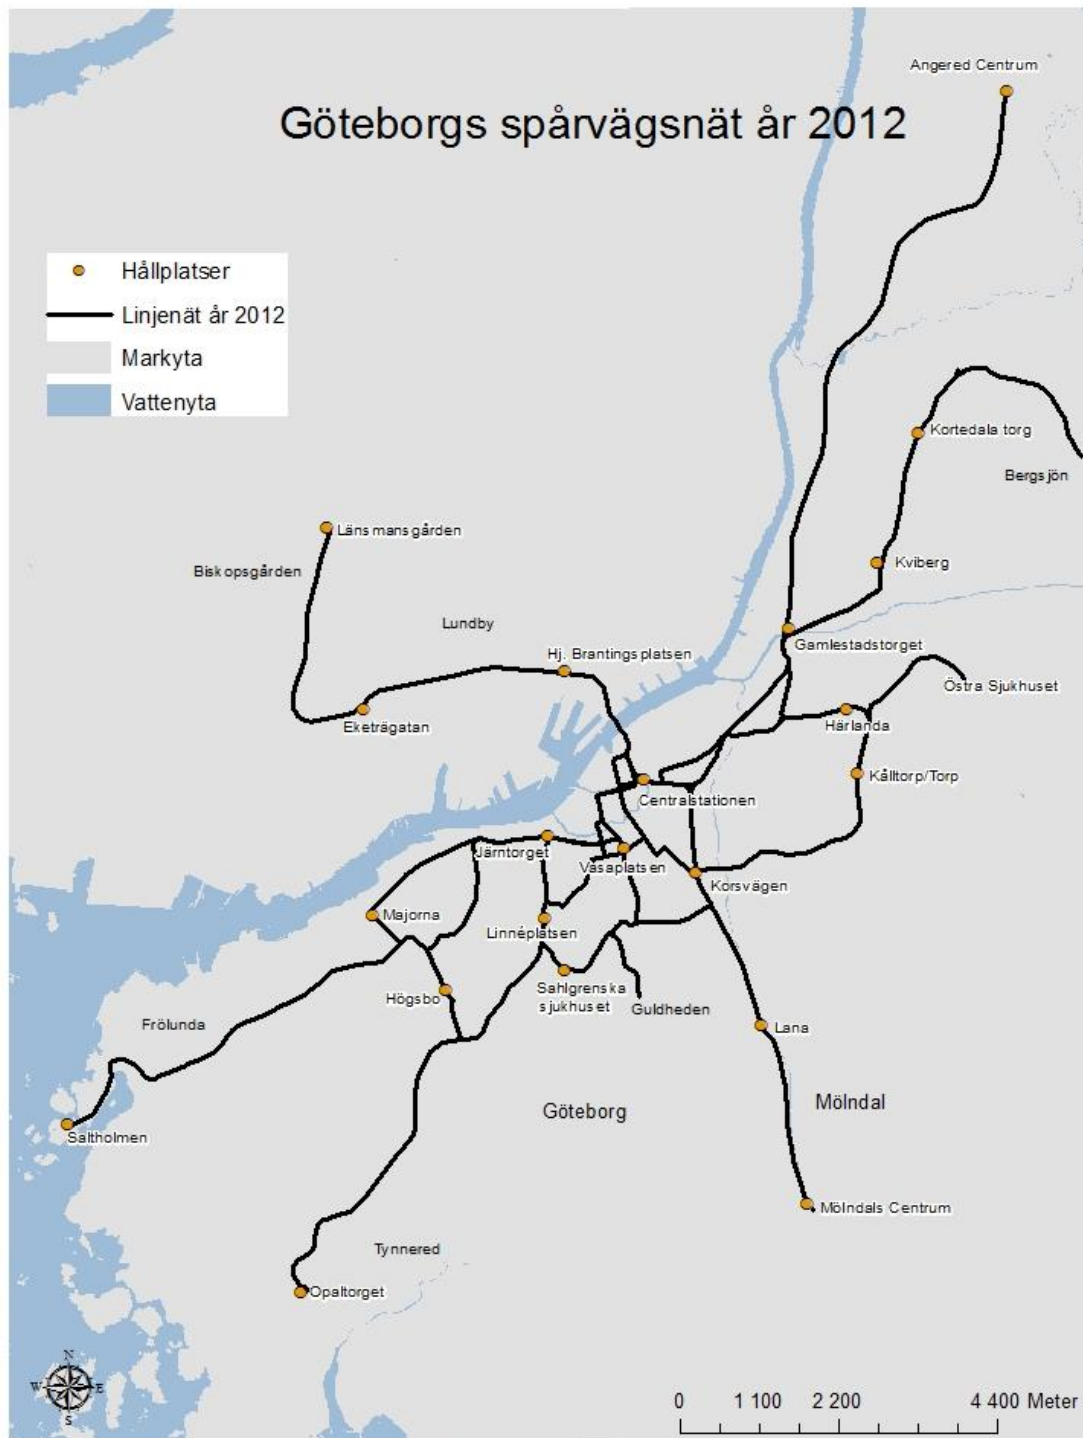 Angered Centrum
Göteborgs spårvägsnät år 2012
Hållplatser
Linjenät år 2012
Markyta
Vattenyta
Kortedala torg
Bergsjön
Länsmansgården
Biskopsgården
Kviberg
Lundby
Gamlestadstorget
Hj. Brantingsplatsen
Östra Sjukhuset
Eketrägatan
Härlanda
Kålltorp/Torp
Centralstationen
Järntorget
Vasaplatsen
Korsvägen
Majorna
Linnéplatsen
Sahlgrenska
sjukhuset
Högsbo
Guldheden
Frölunda
Lana
Göteborg
Mölndal
Saltholmen
Mölndals Centrum
Tynnered
Opaltorget
N
W E
S
0 1 100 2 200 4 400 Meter